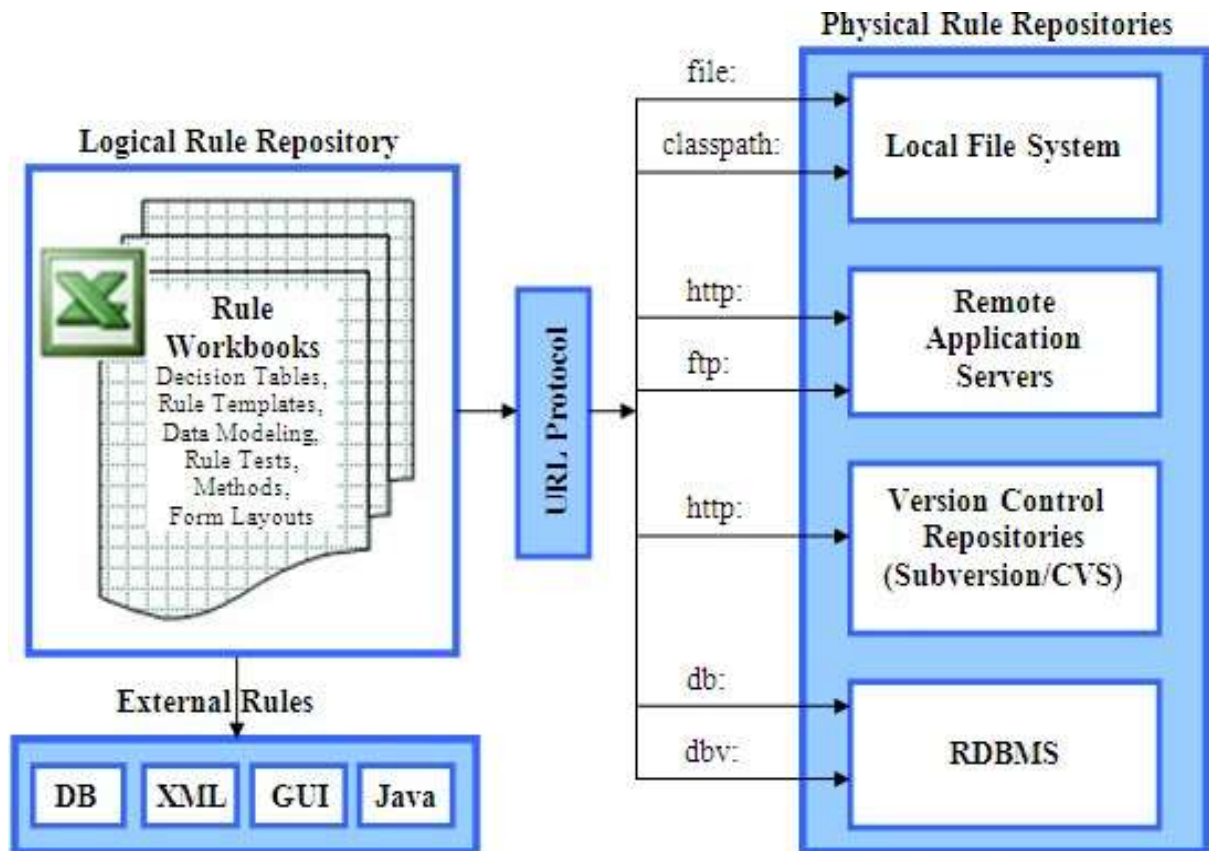 Physical Rule Repositories
Logical Rule Repository
Rule
Workbooks
Decision Tables,
Rule Templates,
Data Modeling,
Rule Tests,
Methods,
Form Layouts
External Rules
DB
XML
GUI
Java
URL Protocol
file:
classpath:
http:
ftp:
http:
db:
dbv:
Local File System
Remote
Application
Servers
Version Control
Repositories
(Subversion/CVS)
RDBMS